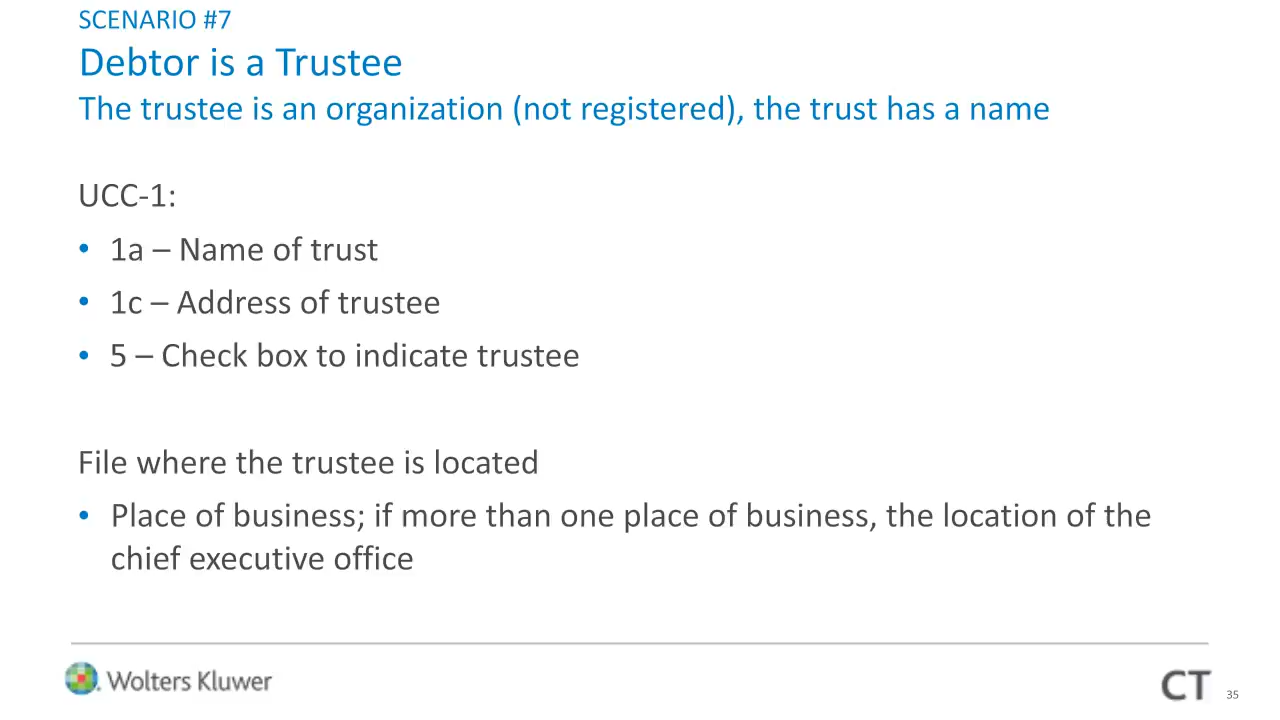 SCENARIO #7
Debtor is a Trustee
The trustee is an organization (not registered), the trust has a name
UCC-1:
• 1a – Name of trust
• 1c – Address of trustee
• 5 – Check box to indicate trustee
File where the trustee is located
• Place of business; if more than one place of business, the location of the
chief executive office
Wolters Kluwer
CT
35